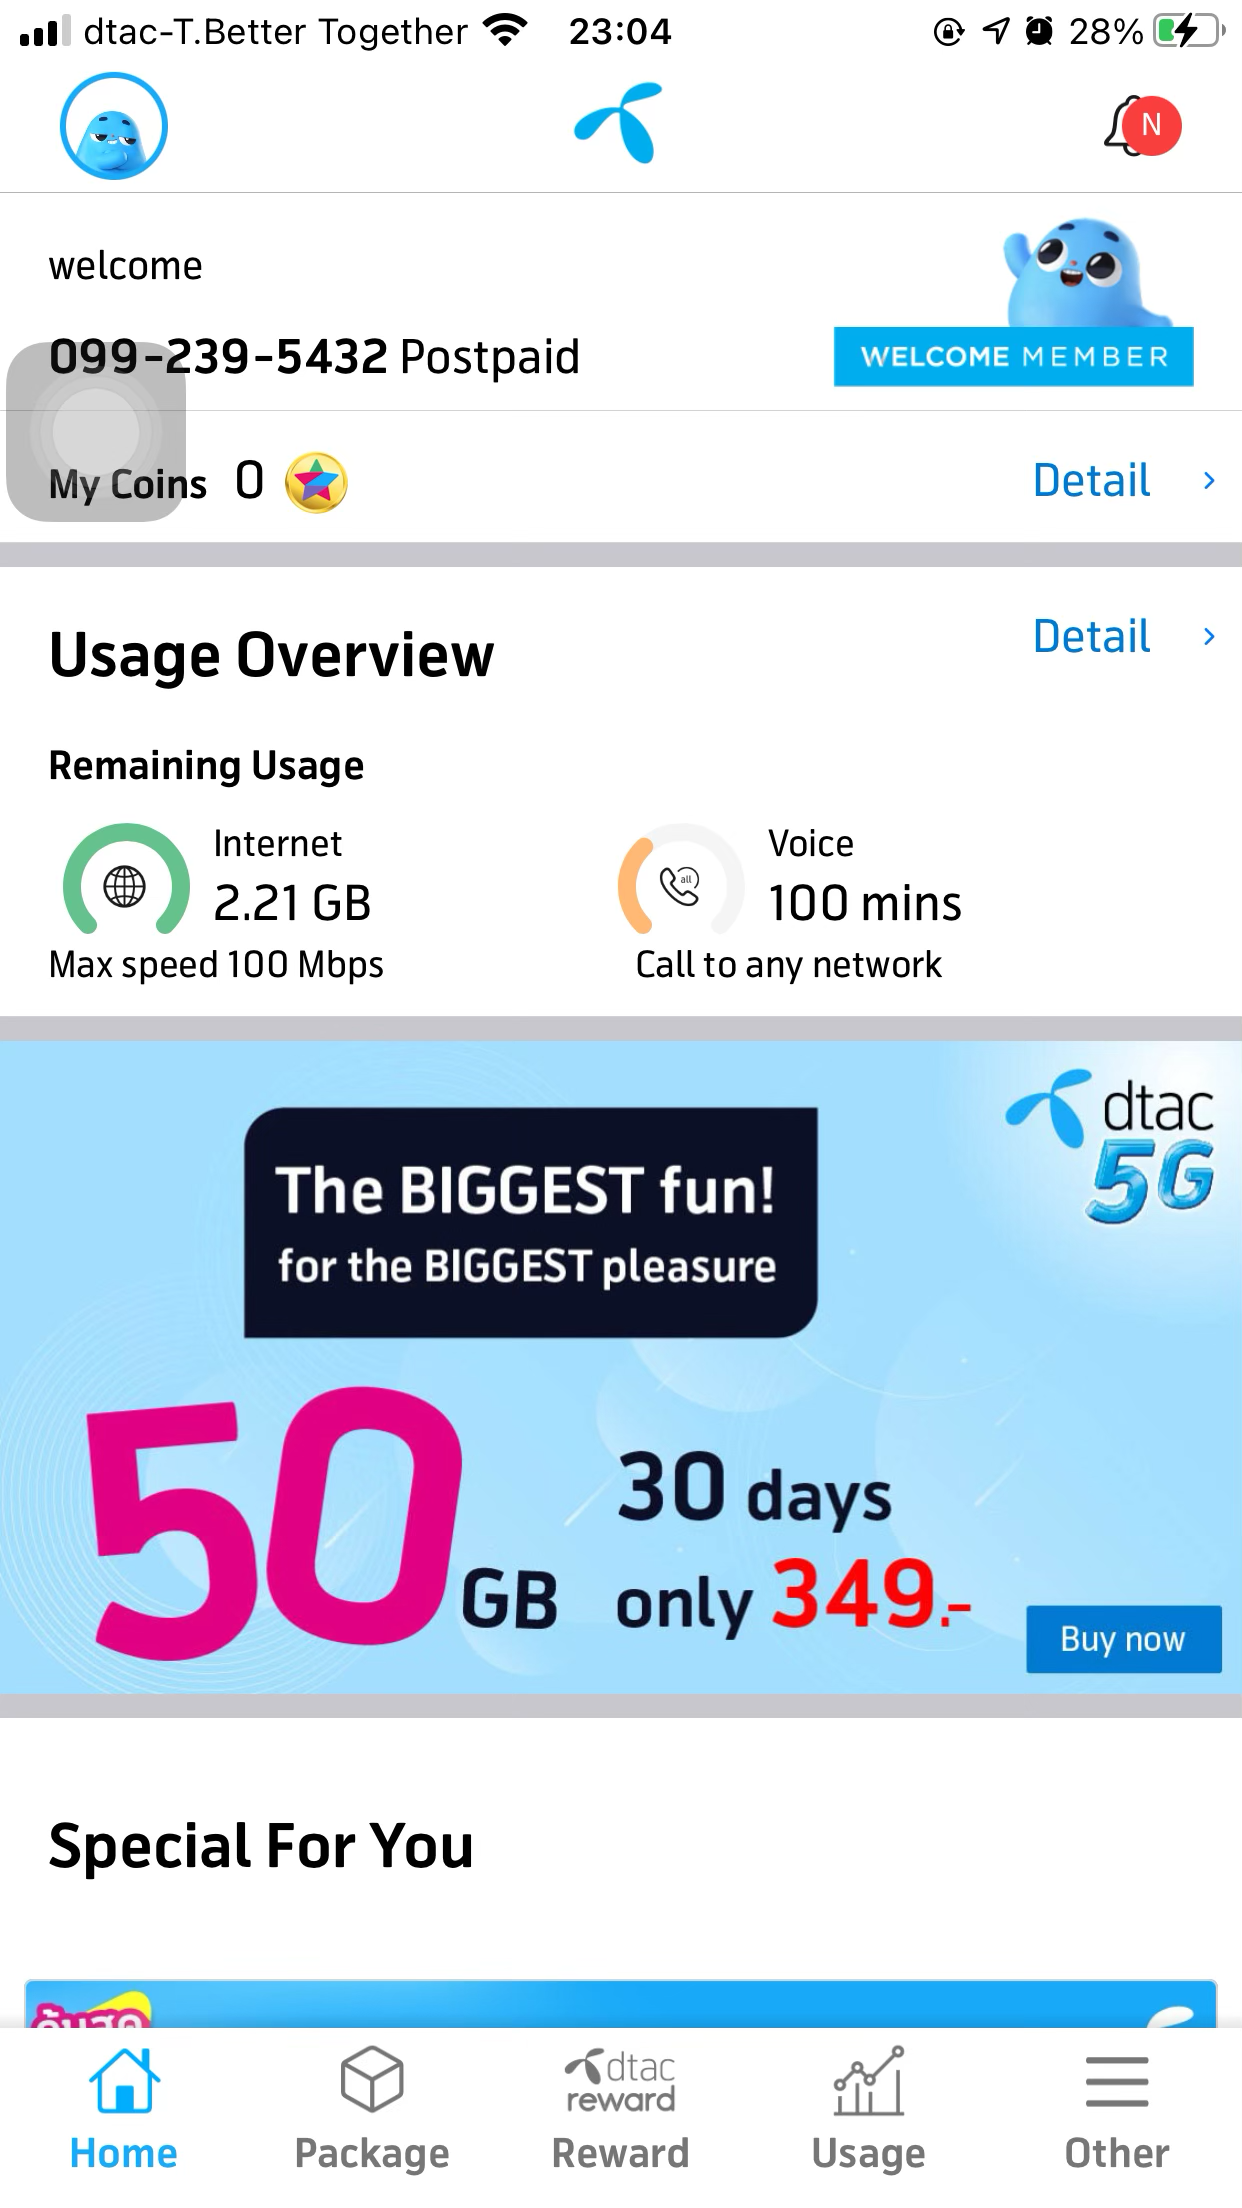 dtac-T.Better Together 23:04 28%
N
welcome
099-239-5432 Postpaid
WELCOME MEMBER
My Coins 0 Detail
Usage Overview Detail
Remaining Usage
Internet
2.21 GB
Max speed 100 Mbps
all
Voice
100 mins
Call to any network
dtac
5G
The BIGGEST fun!
for the BIGGEST pleasure
50 GB
30 days
only 349.-
Buy now
Special For You
dtac
reward
Home Package Reward Usage Other